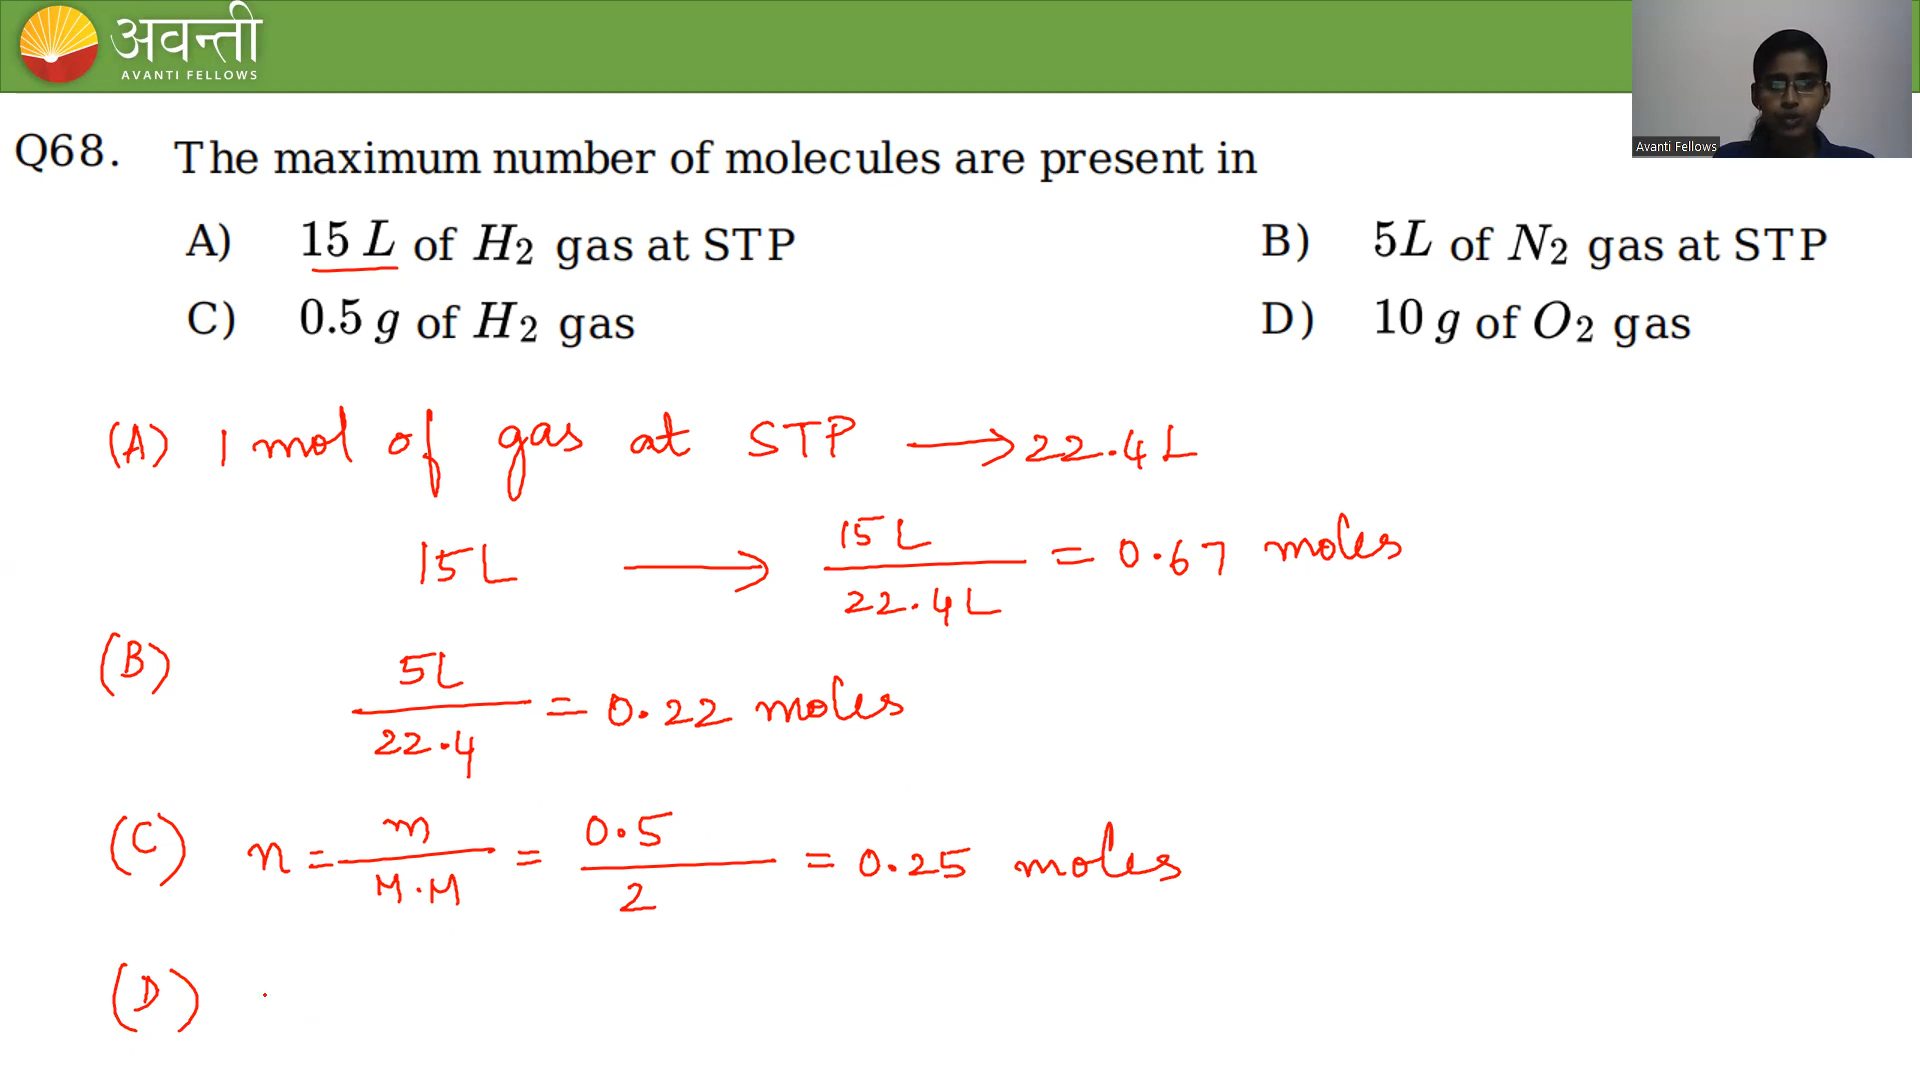 अवन्ती
AVANTI FELLOWS
Avanti Fellows
Q68. The maximum number of molecules are present in
A) 15 L of H2 gas at STP B) 5L of N2 gas at STP
C) 0.5 g of H2 gas D) 10 g of O2 gas
(A) 1 mol of gas at STP ⟶ 22.4 L
15L ⟶ 15L / 22.4L = 0.67 moles
(B) 5L / 22.4 = 0.22 moles
(C) n = m / M.M = 0.5 / 2 = 0.25 moles
(D)